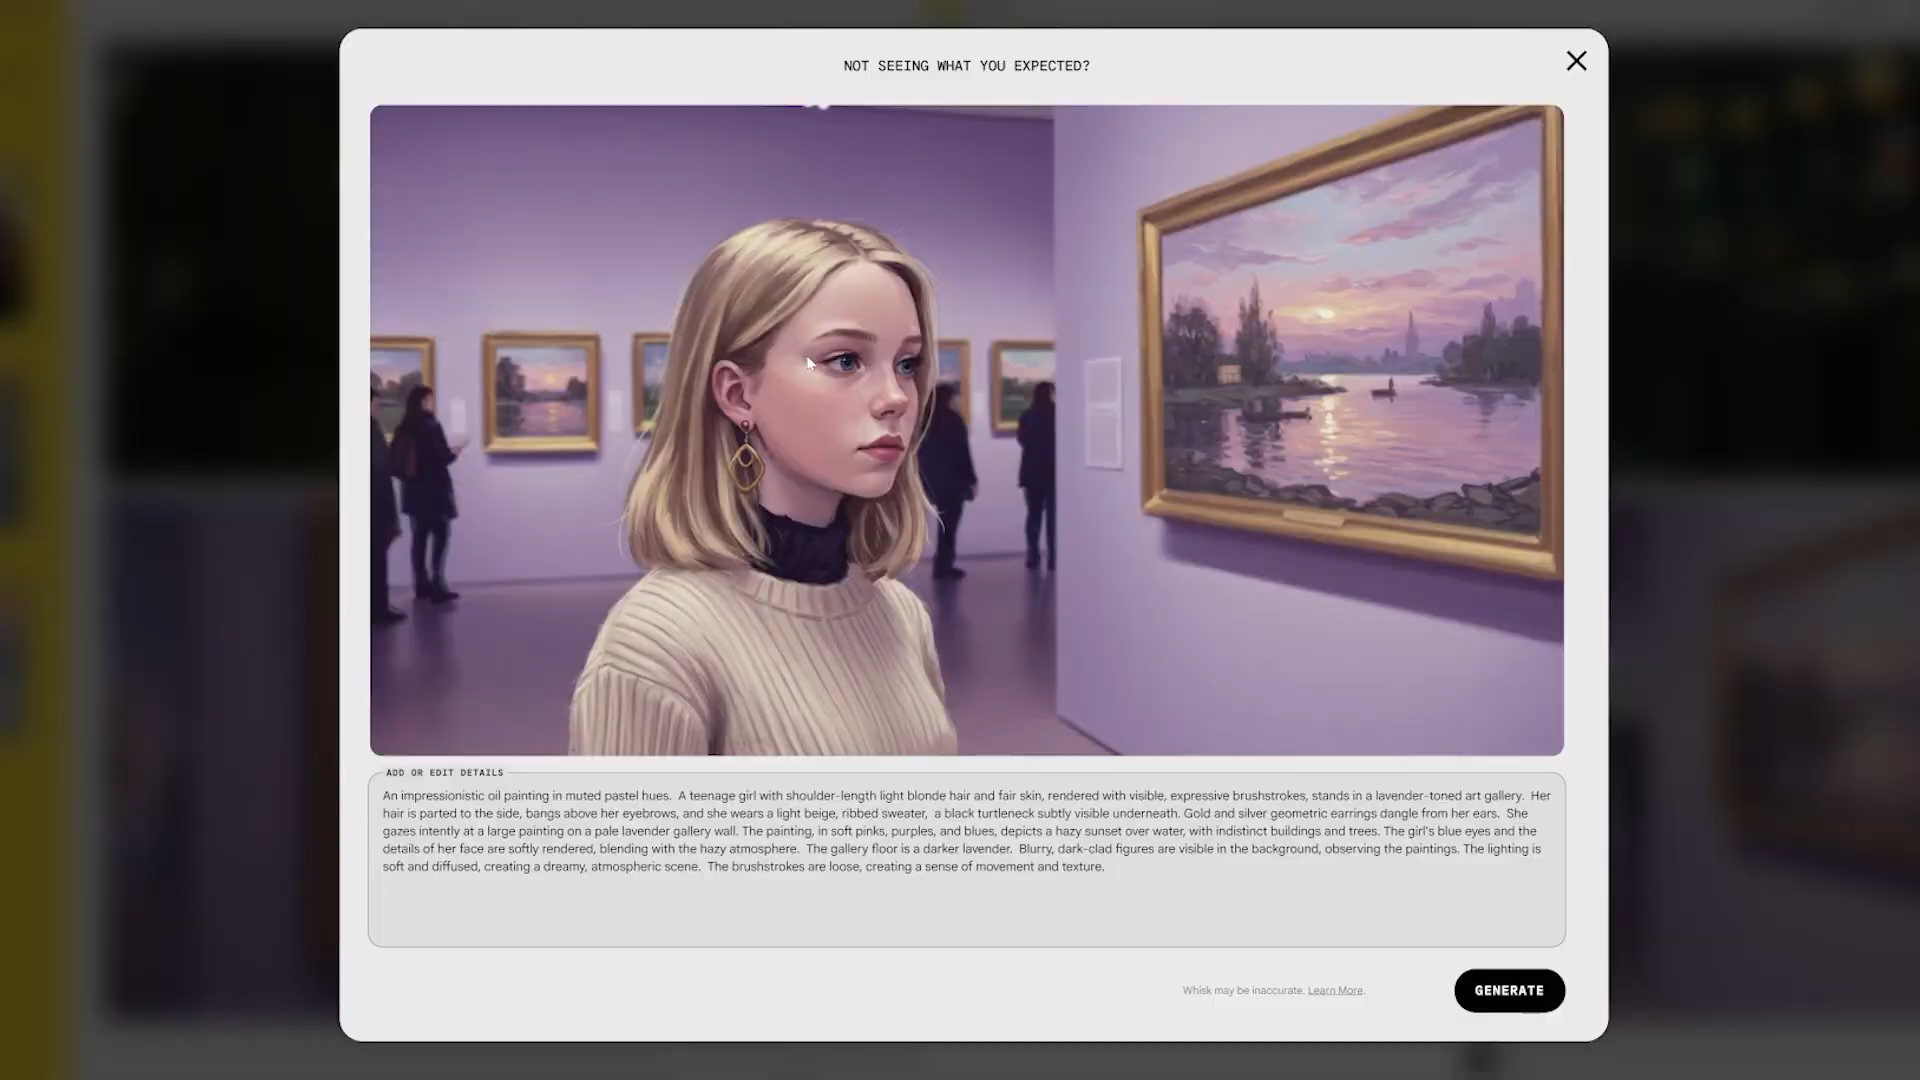 NOT SEEING WHAT YOU EXPECTED?
ADD OR EDIT DETAILS
An impressionistic oil painting in muted pastel hues.  A teenage girl with shoulder-length light blonde hair and fair skin, rendered with visible, expressive brushstrokes, stands in a lavender-toned art gallery.  Her
hair is parted to the side, bangs above her eyebrows, and she wears a light beige, ribbed sweater,  a black turtleneck subtly visible underneath. Gold and silver geometric earrings dangle from her ears.  She
gazes intently at a large painting on a pale lavender gallery wall. The painting, in soft pinks, purples, and blues, depicts a hazy sunset over water, with indistinct buildings and trees. The girl's blue eyes and the
details of her face are softly rendered, blending with the hazy atmosphere.  The gallery floor is a darker lavender.  Blurry, dark-clad figures are visible in the background, observing the paintings. The lighting is
soft and diffused, creating a dreamy, atmospheric scene.  The brushstrokes are loose, creating a sense of movement and texture.
Whisk may be inaccurate. Learn More.
GENERATE